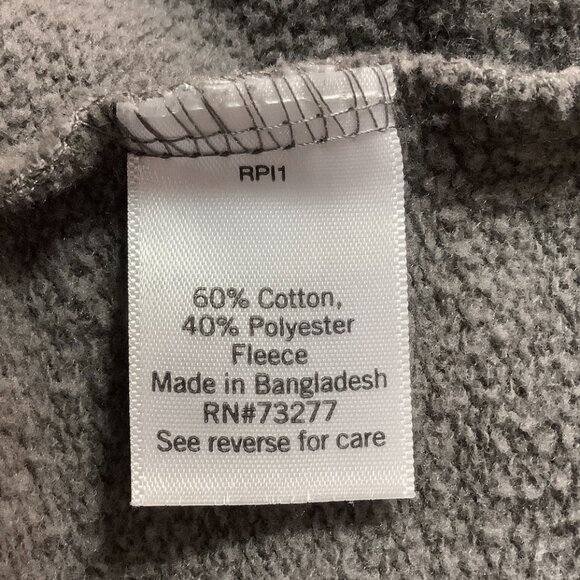 RPI1
60% Cotton,
40% Polyester
Fleece
Made in Bangladesh
RN#73277
See reverse for care